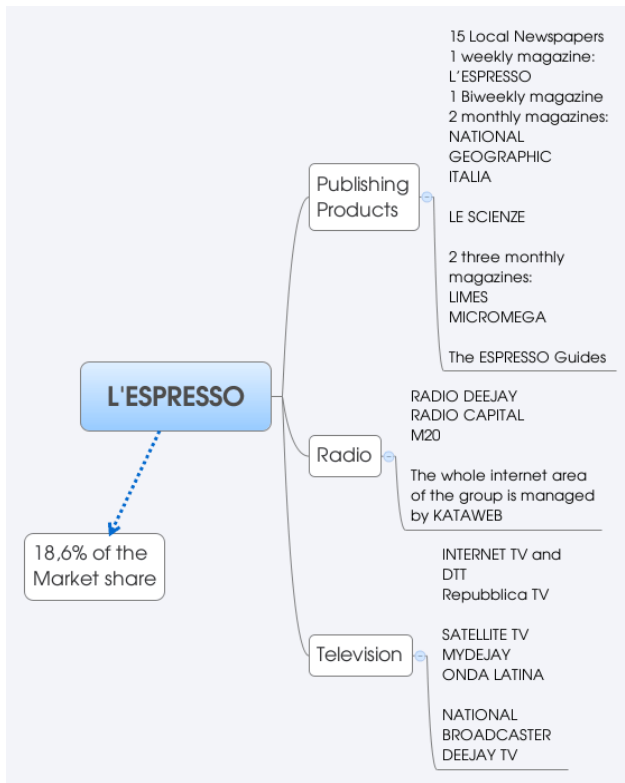 15 Local Newspapers
1 weekly magazine:
L'ESPRESSO
1 Biweekly magazine
2 monthly magazines:
NATIONAL
GEOGRAPHIC
ITALIA
LE SCIENZE
2 three monthly
magazines:
LIMES
MICROMEGA
The ESPRESSO Guides
Publishing
Products
L'ESPRESSO
RADIO DEEJAY
RADIO CAPITAL
M20
The whole internet area
of the group is managed
by KATAWEB
Radio
18,6% of the
Market share
INTERNET TV and
DTT
Repubblica TV
SATELLITE TV
MYDEJAY
ONDA LATINA
NATIONAL
BROADCASTER
DEEJAY TV
Television